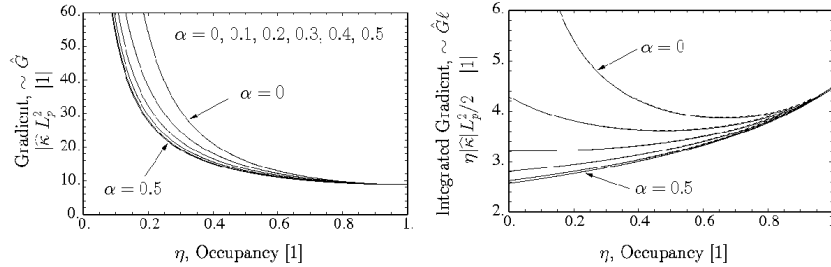 60.
50.
40.
30.
20.
10.
0.
0.
0.2
0.4
0.6
0.8
1.
Gradient, ∼ Ĝ
|κ̂ L_p^2 |1|
α = 0, 0.1, 0.2, 0.3, 0.4, 0.5
α = 0
α = 0.5
η, Occupancy [1]
6.
5.
4.
3.
2.
0.
0.2
0.4
0.6
0.8
1.
Integrated Gradient, ∼ Ĝℓ
η|κ̂|L_p^2/2 |1|
α = 0
α = 0.5
η, Occupancy [1]